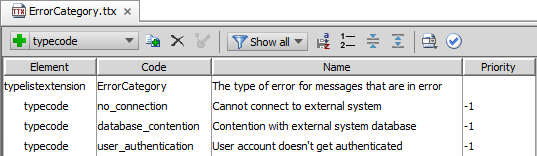 TTX ErrorCategory.ttx ×
typecode Show all
Element Code Name Priority
typelistextension ErrorCategory The type of error for messages that are in error
typecode no_connection Cannot connect to external system -1
typecode database_contention Contention with external system database -1
typecode user_authentication User account doesn't get authenticated -1